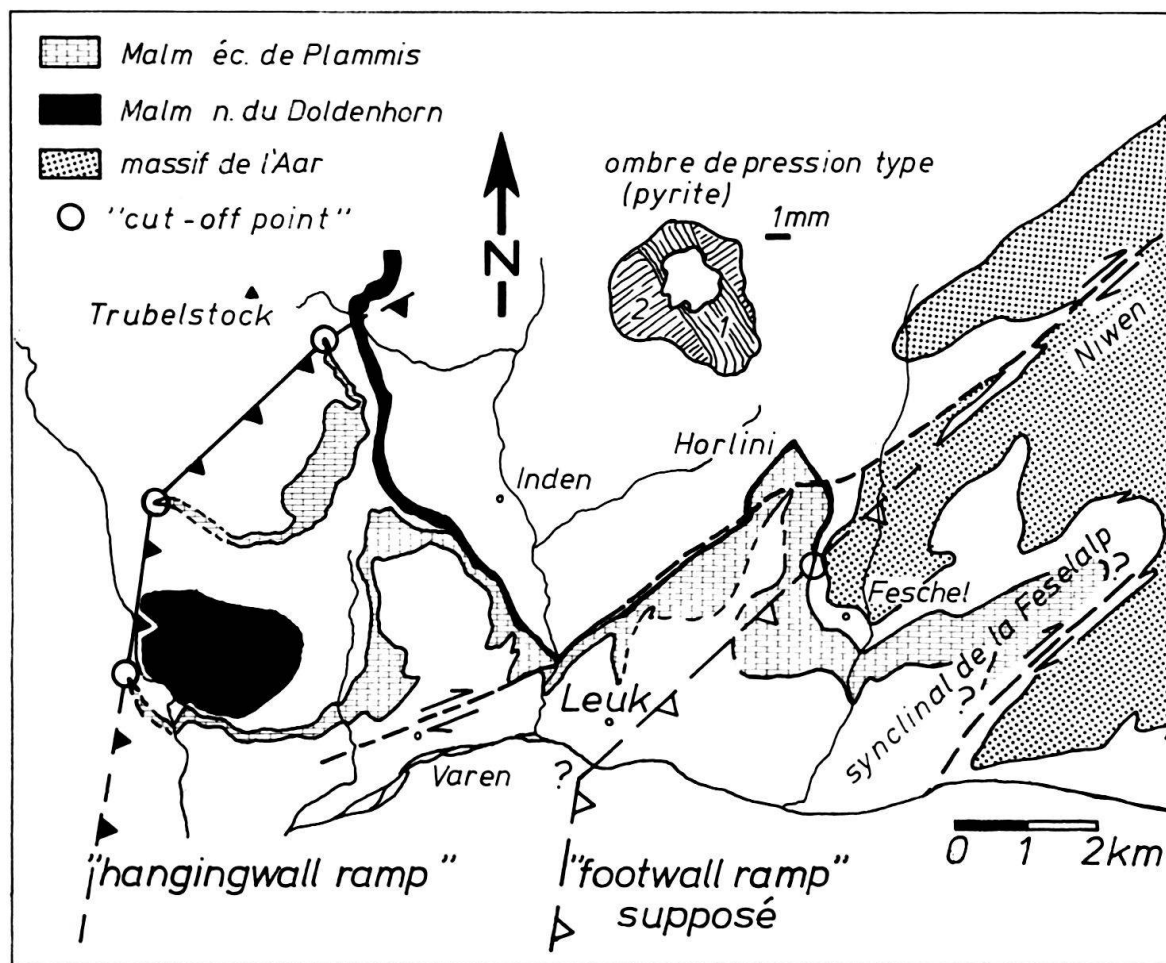 Malm éc. de Plammis
Malm n. du Doldenhorn
massif de l'Aar
"cut-off point"
N
ombre de pression type
(pyrite)
1mm
2
1
Trubelstock
Niwen
Horlini
Inden
Feschel
synclinal de la Feselalp
?
?
Leuk
Varen
?
0 1 2km
"hangingwall ramp"
"footwall ramp"
supposé